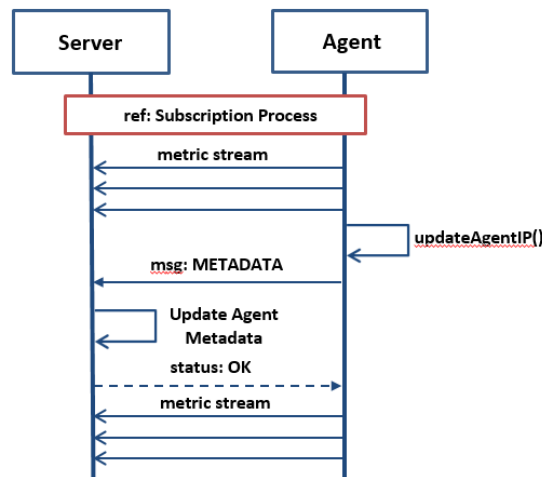 Server
Agent
ref: Subscription Process
metric stream
updateAgentIP()
msg: METADATA
Update Agent
Metadata
status: OK
metric stream